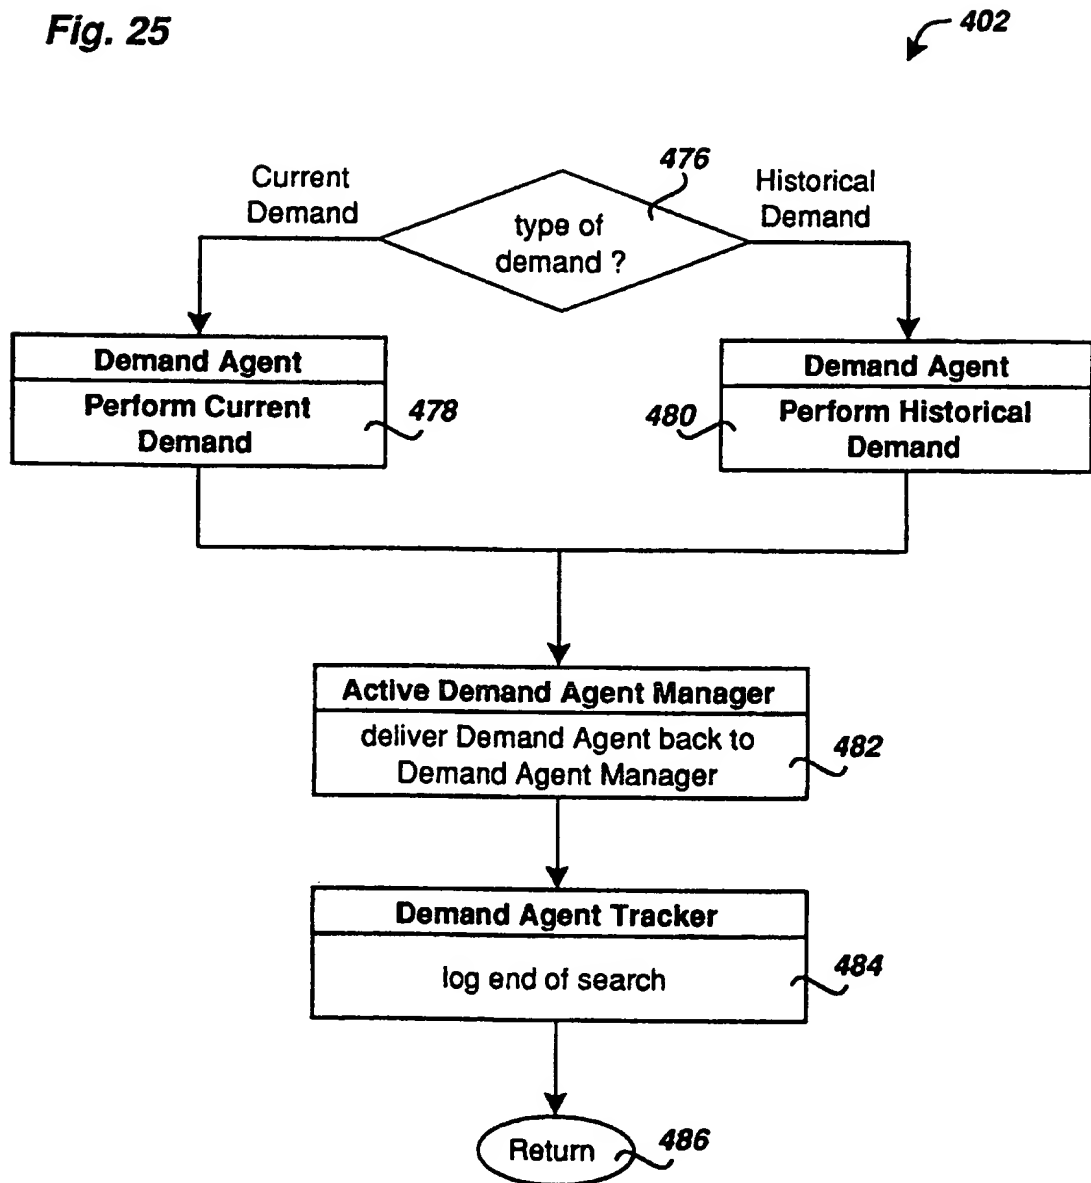 Fig. 25
402
476
Current
Demand
Historical
Demand
type of
demand ?
Demand Agent
Perform Current
Demand
478
Demand Agent
480
Perform Historical
Demand
Active Demand Agent Manager
deliver Demand Agent back to
Demand Agent Manager
482
Demand Agent Tracker
log end of search
484
Return
486